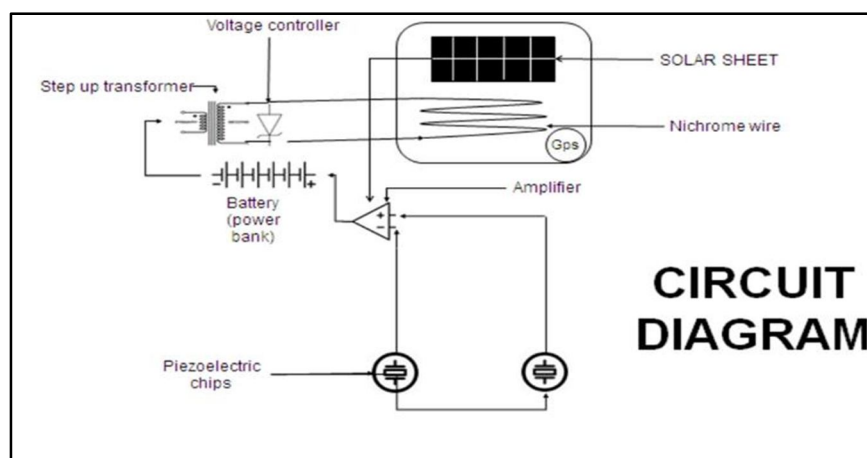 Voltage controller
SOLAR SHEET
Step up transformer
Nichrome wire
Gps
Amplifier
- +
Battery
(power
bank)
+
-
CIRCUIT
DIAGRAM
Piezoelectric
chips